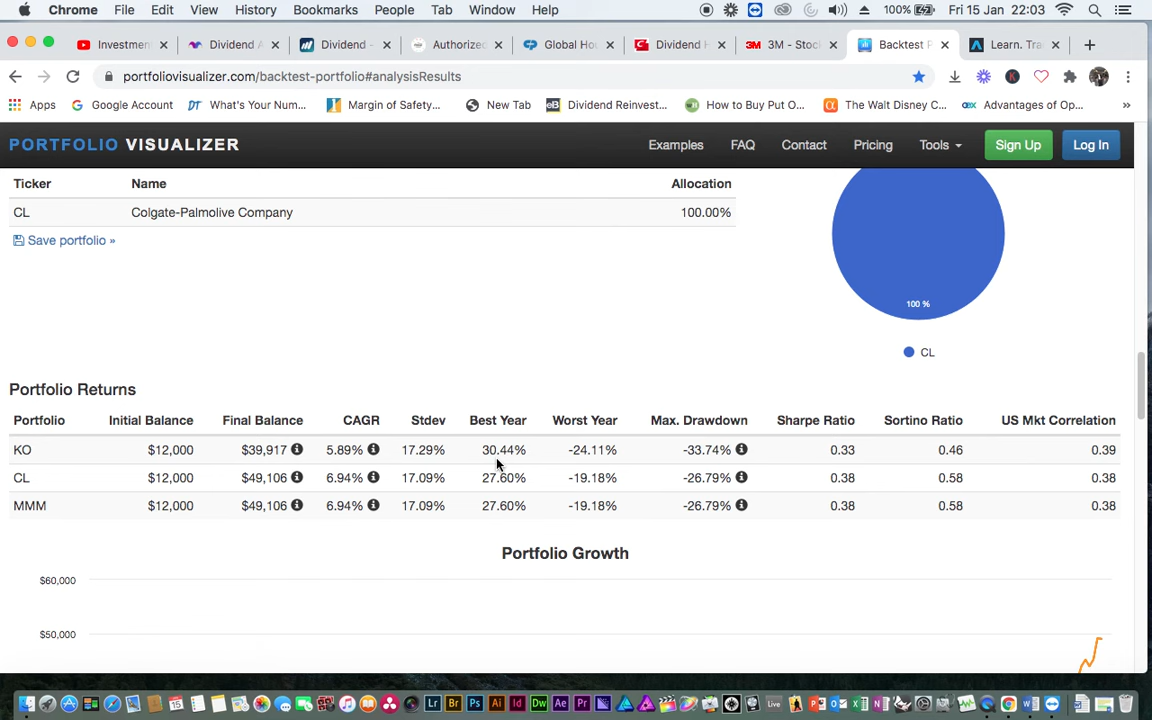 Chrome File Edit View History Bookmarks People Tab Window Help 100% Fri 15 Jan 22:03
Investmen Dividend A Dividend - Authorized Global Hou Dividend H 3M - Stoc Backtest P Learn. Tra
portfoliovisualizer.com/backtest-portfolio#analysisResults
Apps Google Account What's Your Num... Margin of Safety... New Tab Dividend Reinvest... How to Buy Put O... The Walt Disney C... Advantages of Op... »
PORTFOLIO VISUALIZER Examples FAQ Contact Pricing Tools Sign Up Log In
Ticker Name Allocation
CL Colgate-Palmolive Company 100.00%
Save portfolio »
100 %
CL
Portfolio Returns
Portfolio Initial Balance Final Balance CAGR Stdev Best Year Worst Year Max. Drawdown Sharpe Ratio Sortino Ratio US Mkt Correlation
KO $12,000 $39,917 5.89% 17.29% 30.44% -24.11% -33.74% 0.33 0.46 0.39
CL $12,000 $49,106 6.94% 17.09% 27.60% -19.18% -26.79% 0.38 0.58 0.38
MMM $12,000 $49,106 6.94% 17.09% 27.60% -19.18% -26.79% 0.38 0.58 0.38
Portfolio Growth
$60,000
$50,000